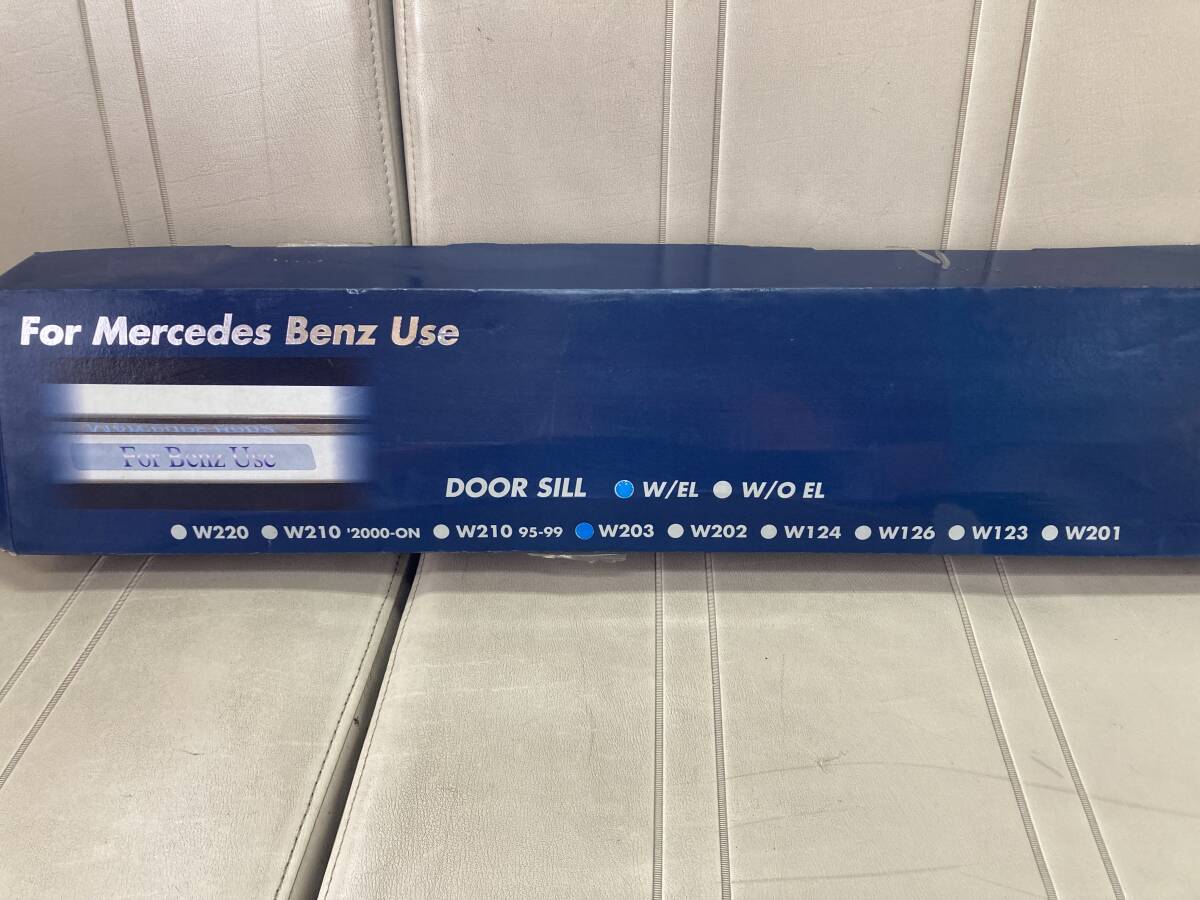 For Mercedes Benz Use
For Benz Use
DOOR SILL W/EL W/O EL
W220 W210 '2000-ON W210 95-99 W203 W202 W124 W126 W123 W201